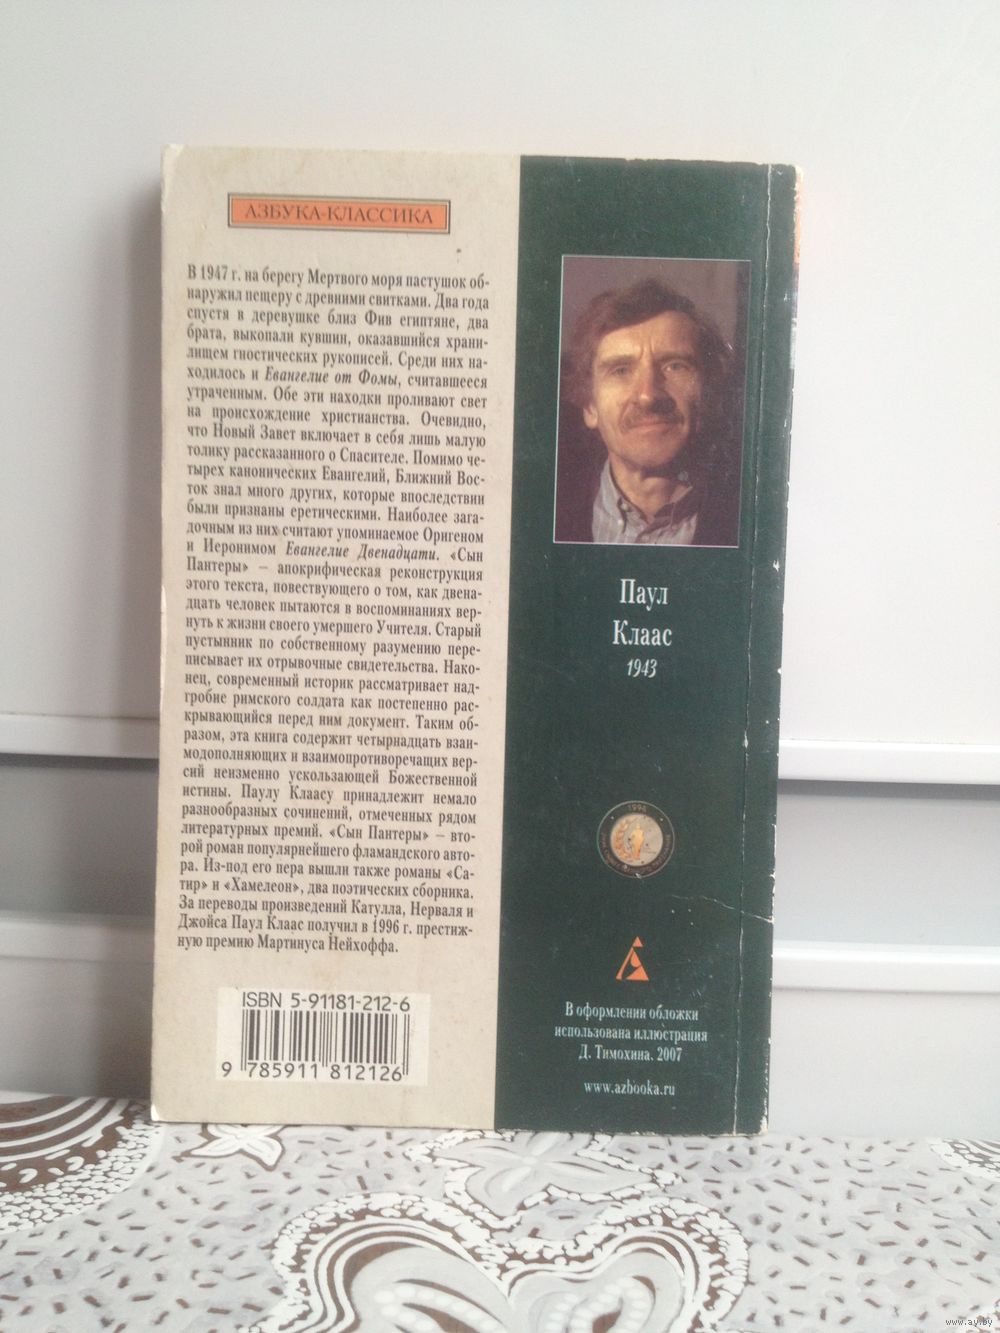 АЗБУКА-КЛАССИКА
В 1947 г. на берегу Мертвого моря пастушок об-
наружил пещеру с древними свитками. Два года
спустя в деревушке близ Фив египтяне, два
брата, выкопали кувшин, оказавшийся храни-
лищем гностических рукописей. Среди них на-
ходилось и Евангелие от Фомы, считавшееся
утраченным. Обе эти находки проливают свет
на происхождение христианства. Очевидно,
что Новый Завет включает в себя лишь малую
толику рассказанного о Спасителе. Помимо че-
тырех канонических Евангелий, Ближний Вос-
ток знал много других, которые впоследствии
были признаны еретическими. Наиболее зага-
дочным из них считают упоминаемое Оригеном
и Иеронимом Евангелие Двенадцати. «Сын
Пантеры» – апокрифическая реконструкция
этого текста, повествующего о том, как двена-
дцать человек пытаются в воспоминаниях вер-
нуть к жизни своего умершего Учителя. Старый
пустынник по собственному разумению пере-
писывает их отрывочные свидетельства. Нако-
нец, современный историк рассматривает над-
гробие римского солдата как постепенно рас-
крывающийся перед ним документ. Таким об-
разом, эта книга содержит четырнадцать взаи-
модополняющих и взаимопротиворечащих вер-
сий неизменно ускользающей Божественной
истины. Паулу Клаасу принадлежит немало
разнообразных сочинений, отмеченных рядом
литературных премий. «Сын Пантеры» – вто-
рой роман популярнейшего фламандского авто-
ра. Из-под его пера вышли также романы «Са-
тир» и «Хамелеон», два поэтических сборника.
За переводы произведений Катулла, Нерваля и
Джойса Паул Клаас получил в 1996 г. престиж-
ную премию Мартинуса Нейхоффа.
ISBN 5-91181-212-6
9 785911 812126
Паул
Клаас
1943
1996
В оформлении обложки
использована иллюстрация
Д. Тимохина. 2007
www.azbooka.ru
www.ay.by